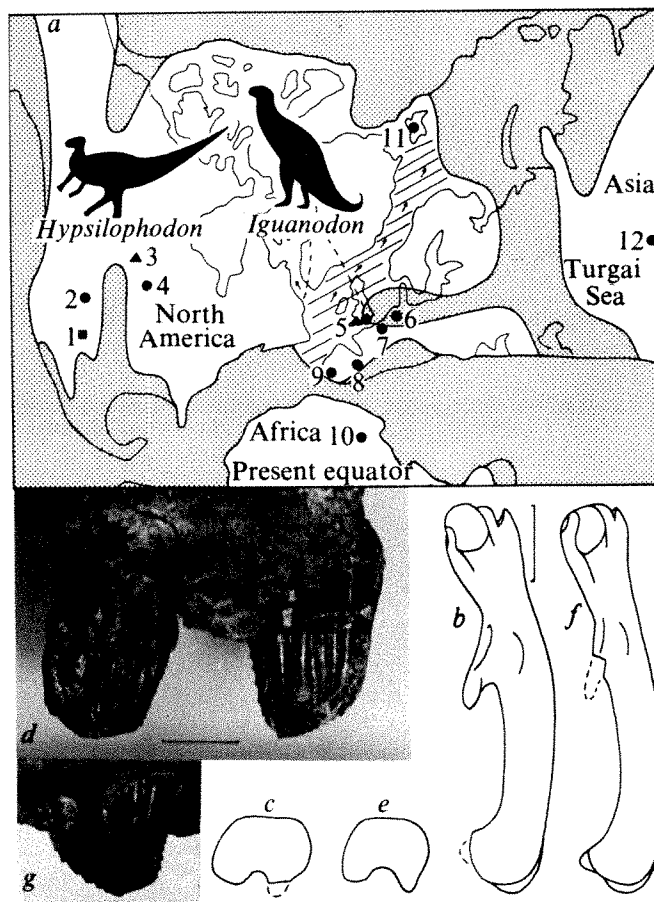 a
11
Asia
Hypsilophodon
Iguanodon
3
12
2
4
Turgai
Sea
North
America
1
5
6
7
9
8
Africa
10
Present equator
b
f
d
c
e
g